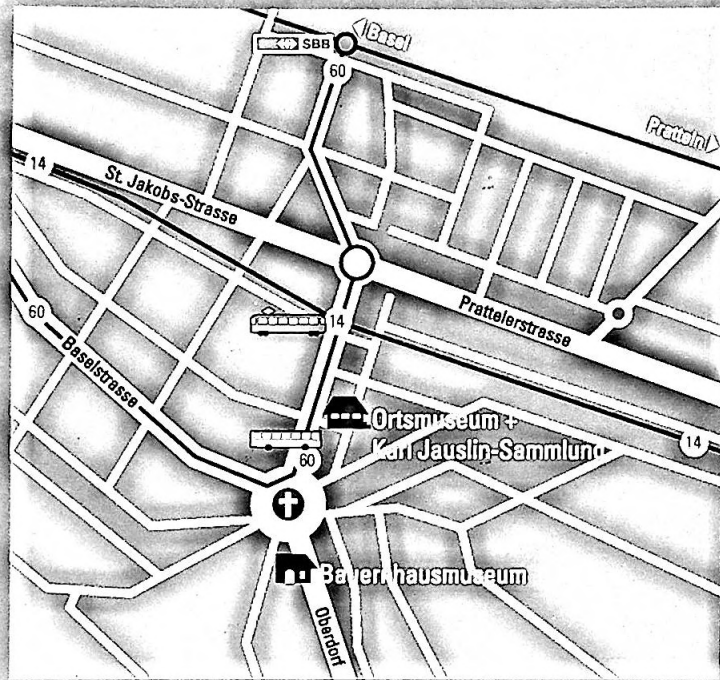 SBB
Basel
60
Pratteln
14
St. Jakobs-Strasse
60
14
Prattelerstrasse
Baselstrasse
Ortsmuseum +
Karl Jauslin-Sammlung
14
60
Bauernhausmuseum
Oberdorf